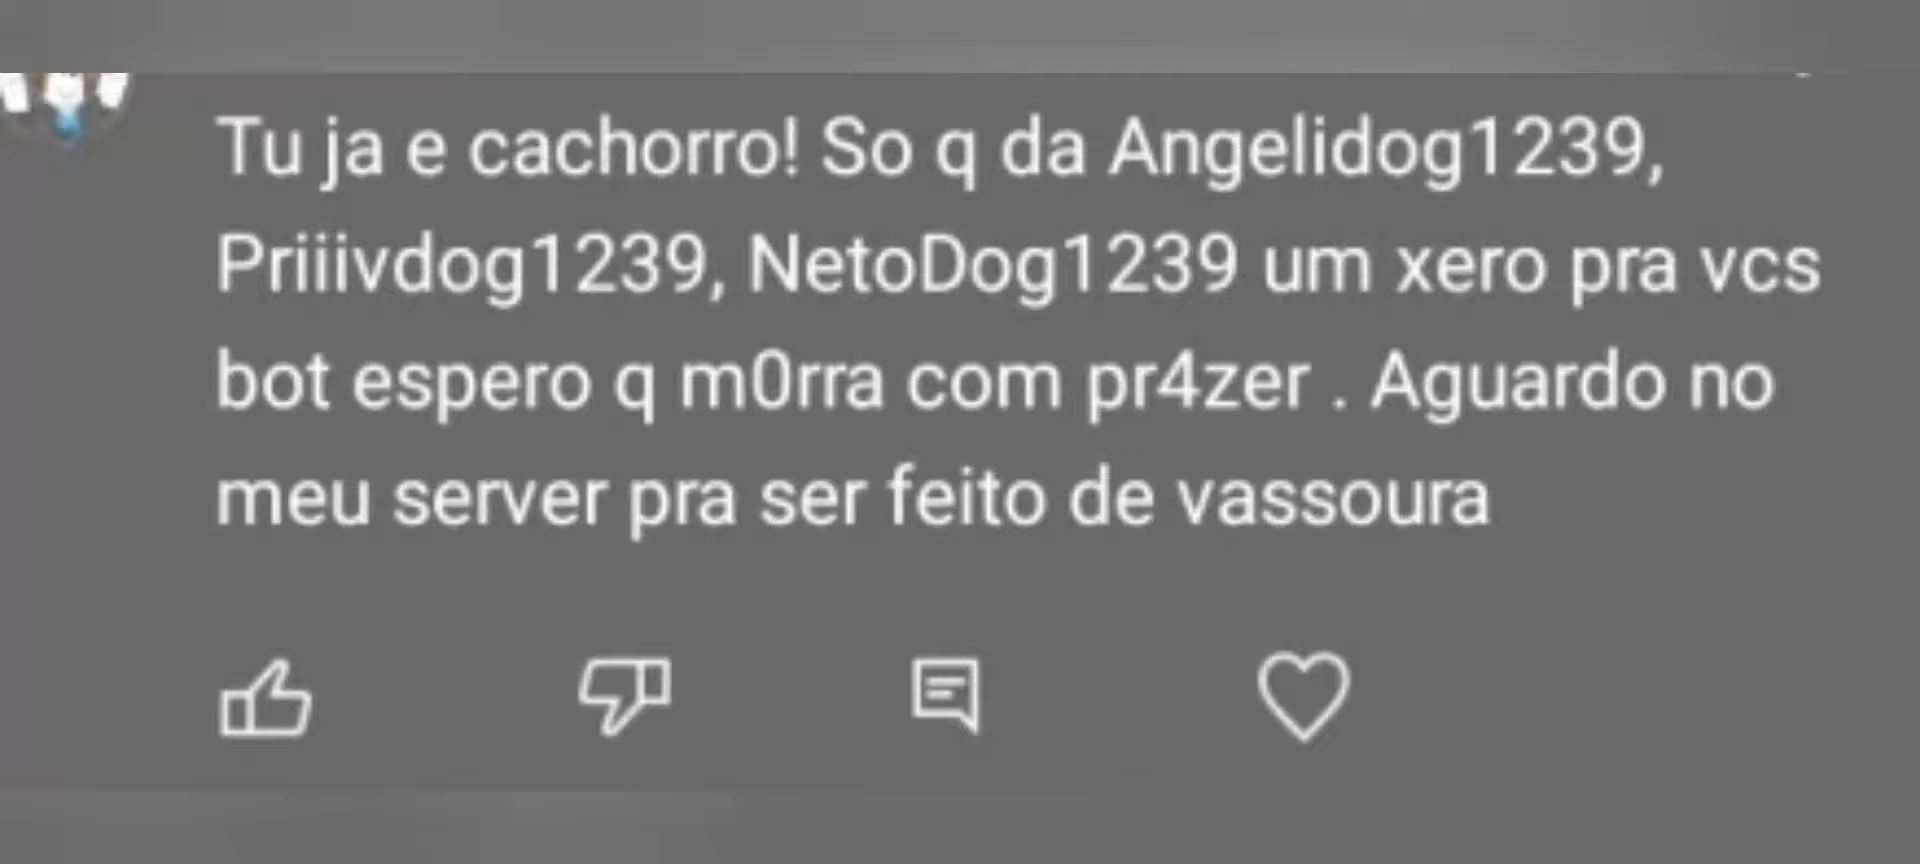 Tu ja e cachorro! So q da Angelidog1239,
Priiivdog1239, NetoDog1239 um xero pra vcs
bot espero q m0rra com pr4zer . Aguardo no
meu server pra ser feito de vassoura